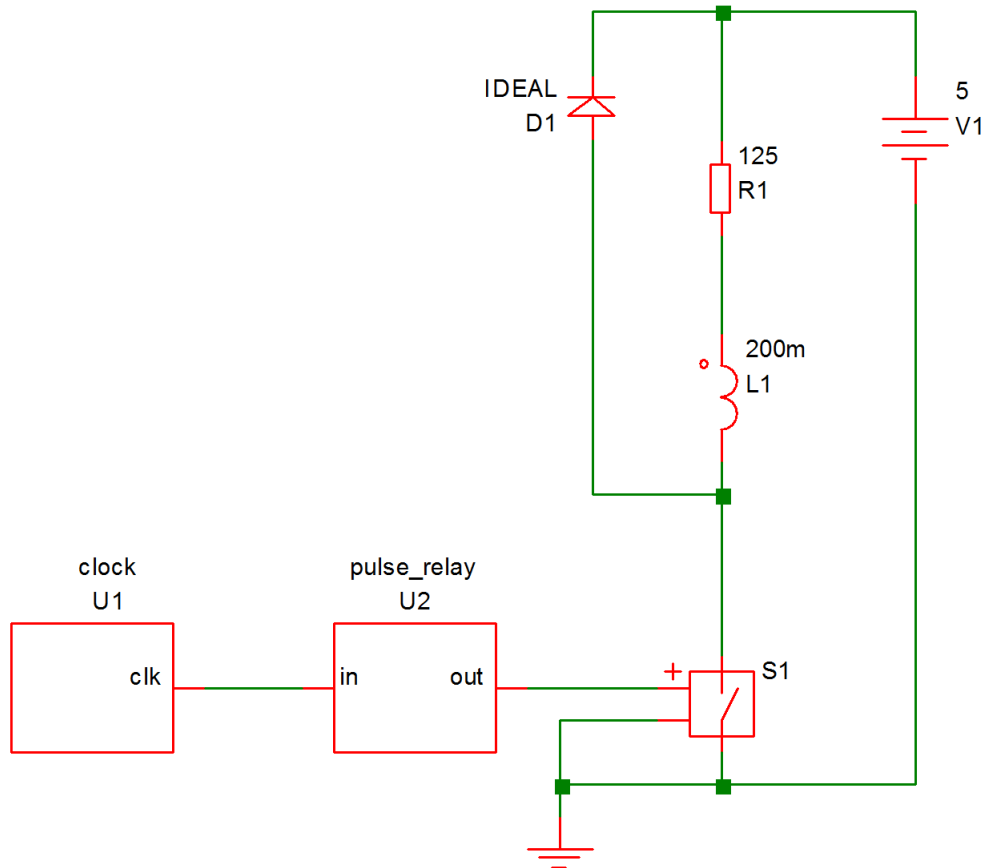 IDEAL
D1
5
V1
125
R1
200m
L1
clock
U1
pulse_relay
U2
clk
in
out
+
S1